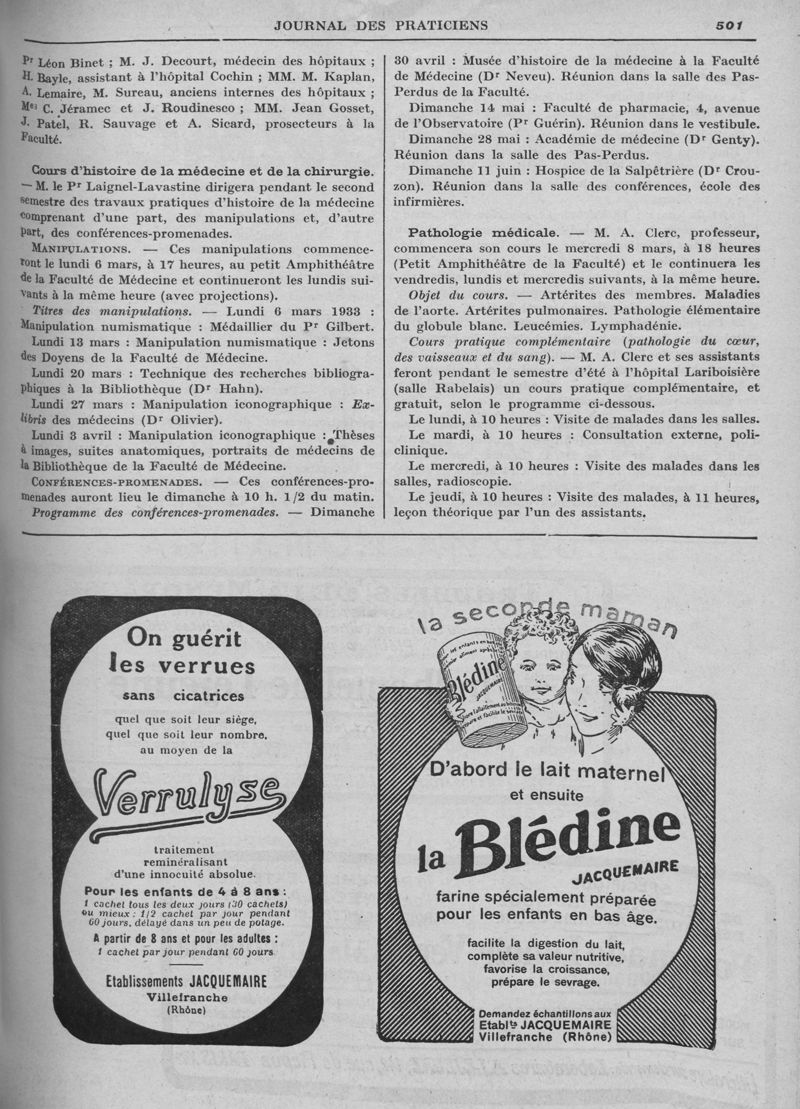 JOURNAL DES PRATICIENS
501
Pr Léon Binet ; M. J. Decourt, médecin des hôpitaux ;
H. Bayle, assistant à l'hôpital Cochin ; MM. M. Kaplan,
A. Lemaire, M. Sureau, anciens internes des hôpitaux ;
Mes C. Jéramec et J. Roudinesco ; MM. Jean Gosset,
J. Patel, R. Sauvage et A. Sicard, prosecteurs à la
Faculté.
Cours d'histoire de la médecine et de la chirurgie.
— M. le Pr Laignel-Lavastine dirigera pendant le second
semestre des travaux pratiques d'histoire de la médecine
comprenant d'une part, des manipulations et, d'autre
part, des conférences-promenades.
MANIPULATIONS. — Ces manipulations commence-
ront le lundi 6 mars, à 17 heures, au petit Amphithéâtre
de la Faculté de Médecine et continueront les lundis sui-
vants à la même heure (avec projections).
Titres des manipulations. — Lundi 6 mars 1933 :
Manipulation numismatique : Médaillier du Pr Gilbert.
Lundi 13 mars : Manipulation numismatique : Jetons
des Doyens de la Faculté de Médecine.
Lundi 20 mars : Technique des recherches bibliogra-
phiques à la Bibliothèque (Dr Hahn).
Lundi 27 mars : Manipulation iconographique : Ex-
libris des médecins (Dr Olivier).
Lundi 3 avril : Manipulation iconographique : Thèses
à images, suites anatomiques, portraits de médecins de
la Bibliothèque de la Faculté de Médecine.
CONFÉRENCES-PROMENADES. — Ces conférences-pro-
menades auront lieu le dimanche à 10 h. 1/2 du matin.
Programme des conférences-promenades. — Dimanche
30 avril : Musée d'histoire de la médecine à la Faculté
de Médecine (Dr Neveu). Réunion dans la salle des Pas-
Perdus de la Faculté.
Dimanche 14 mai : Faculté de pharmacie, 4, avenue
de l'Observatoire (Pr Guérin). Réunion dans le vestibule.
Dimanche 28 mai : Académie de médecine (Dr Genty).
Réunion dans la salle des Pas-Perdus.
Dimanche 11 juin : Hospice de la Salpêtrière (Dr Crou-
zon). Réunion dans la salle des conférences, école des
infirmières.
Pathologie médicale. — M. A. Clerc, professeur,
commencera son cours le mercredi 8 mars, à 18 heures
(Petit Amphithéâtre de la Faculté) et le continuera les
vendredis, lundis et mercredis suivants, à la même heure.
Objet du cours. — Artérites des membres. Maladies
de l'aorte. Artérites pulmonaires. Pathologie élémentaire
du globule blanc. Leucémies. Lymphadénie.
Cours pratique complémentaire (pathologie du cœur,
des vaisseaux et du sang). — M. A. Clerc et ses assistants
feront pendant le semestre d'été à l'hôpital Lariboisière
(salle Rabelais) un cours pratique complémentaire, et
gratuit, selon le programme ci-dessous.
Le lundi, à 10 heures : Visite de malades dans les salles.
Le mardi, à 10 heures : Consultation externe, poli-
clinique.
Le mercredi, à 10 heures : Visite des malades dans les
salles, radioscopie.
Le jeudi, à 10 heures : Visite des malades, à 11 heures,
leçon théorique par l'un des assistants.
On guérit
les verrues
sans cicatrices
quel que soit leur siège,
quel que soit leur nombre,
au moyen de la
Verrulyse
traitement
reminéralisant
d'une innocuité absolue.
Pour les enfants de 4 à 8 ans :
1 cachet tous les deux jours (30 cachets)
ou mieux : 1/2 cachet par jour pendant
60 jours, délayé dans un peu de potage.
A partir de 8 ans et pour les adultes :
1 cachet par jour pendant 60 jours
Etablissements JACQUEMAIRE
Villefranche
(Rhône)
la seconde maman
Blédine
JACQUEMAIRE
D'abord le lait maternel
et ensuite
la Blédine
JACQUEMAIRE
farine spécialement préparée
pour les enfants en bas âge.
facilite la digestion du lait,
complète sa valeur nutritive,
favorise la croissance,
prépare le sevrage.
Demandez échantillons aux
Etablts JACQUEMAIRE
Villefranche (Rhône)